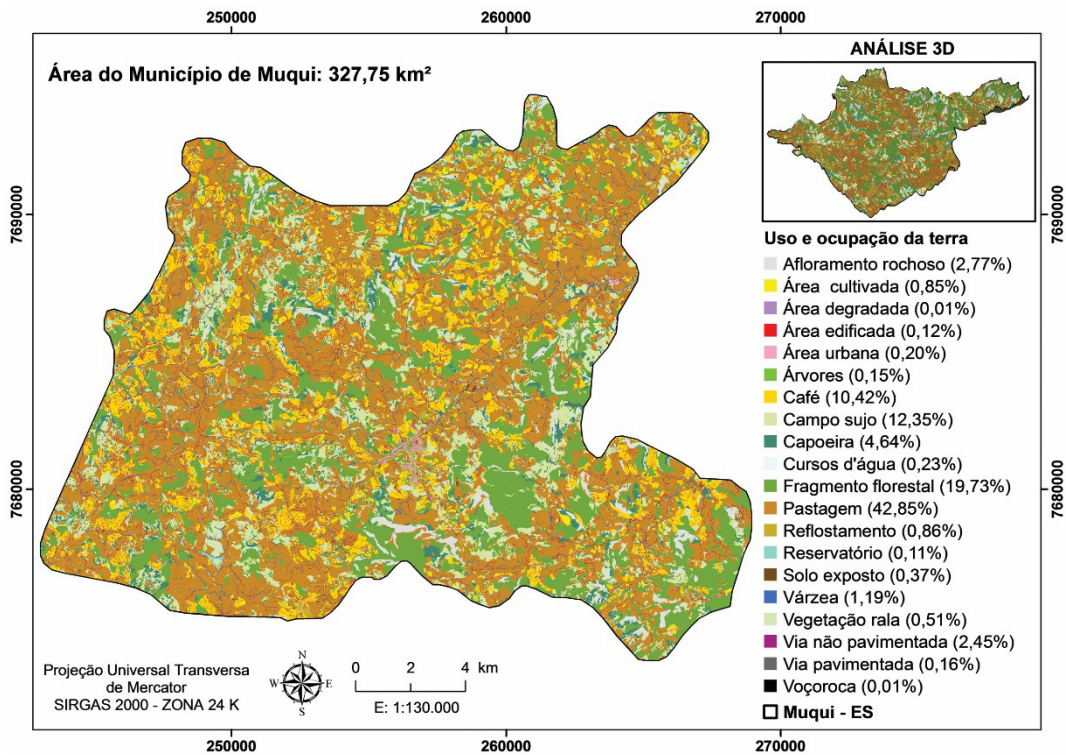 250000
260000
270000
ANÁLISE 3D
Área do Município de Muqui: 327,75 km²
7690000
7690000
Uso e ocupação da terra
Afloramento rochoso (2,77%)
Área cultivada (0,85%)
Área degradada (0,01%)
Área edificada (0,12%)
Área urbana (0,20%)
Árvores (0,15%)
Café (10,42%)
Campo sujo (12,35%)
Capoeira (4,64%)
Cursos d'água (0,23%)
Fragmento florestal (19,73%)
Pastagem (42,85%)
Reflostamento (0,86%)
Reservatório (0,11%)
Solo exposto (0,37%)
Várzea (1,19%)
Vegetação rala (0,51%)
Via não pavimentada (2,45%)
Via pavimentada (0,16%)
Voçoroca (0,01%)
Muqui - ES
7680000
7680000
Projeção Universal Transversa
de Mercator
SIRGAS 2000 - ZONA 24 K
N
W
E
S
0 2 4 km
E: 1:130.000
250000
260000
270000